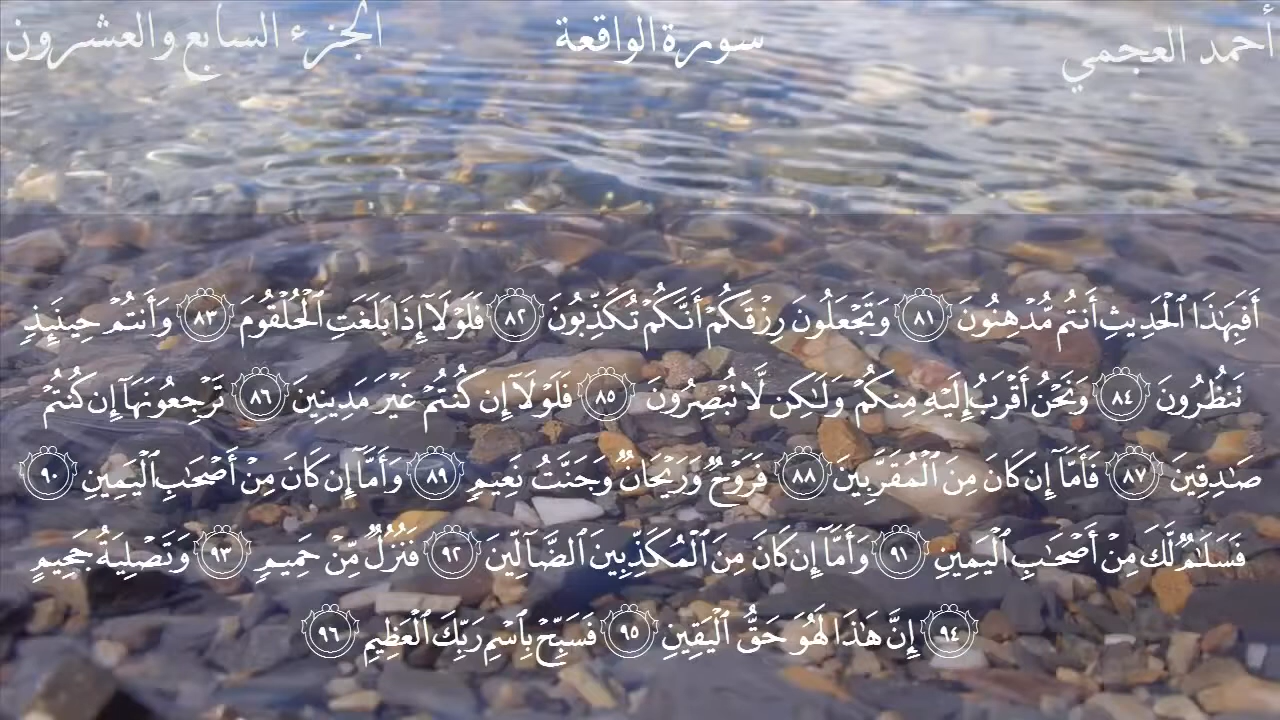 أحمد العجمي
سورة الواقعة
الجزء السابع والعشرون
أَفَبِهَٰذَا ٱلْحَدِيثِ أَنتُم مُّدْهِنُونَ ٨١ وَتَجْعَلُونَ رِزْقَكُمْ أَنَّكُمْ تُكَذِّبُونَ ٨٢ فَلَوْلَآ إِذَا بَلَغَتِ ٱلْحُلْقُومَ ٨٣ وَأَنتُمْ حِينَئِذٍ
تَنظُرُونَ ٨٤ وَنَحْنُ أَقْرَبُ إِلَيْهِ مِنكُمْ وَلَٰكِن لَّا تُبْصِرُونَ ٨٥ فَلَوْلَآ إِن كُنتُمْ غَيْرَ مَدِينِينَ ٨٦ تَرْجِعُونَهَآ إِن كُنتُمْ
صَٰدِقِينَ ٨٧ فَأَمَّآ إِن كَانَ مِنَ ٱلْمُقَرَّبِينَ ٨٨ فَرَوْحٌ وَرَيْحَانٌ وَجَنَّتُ نَعِيمٍ ٨٩ وَأَمَّآ إِن كَانَ مِنْ أَصْحَٰبِ ٱلْيَمِينِ ٩٠
فَسَلَٰمٌ لَّكَ مِنْ أَصْحَٰبِ ٱلْيَمِينِ ٩١ وَأَمَّآ إِن كَانَ مِنَ ٱلْمُكَذِّبِينَ ٱلضَّآلِّينَ ٩٢ فَنُزُلٌ مِّنْ حَمِيمٍ ٩٣ وَتَصْلِيَةُ جَحِيمٍ
٩٤ إِنَّ هَٰذَا لَهُوَ حَقُّ ٱلْيَقِينِ ٩٥ فَسَبِّحْ بِٱسْمِ رَبِّكَ ٱلْعَظِيمِ ٩٦